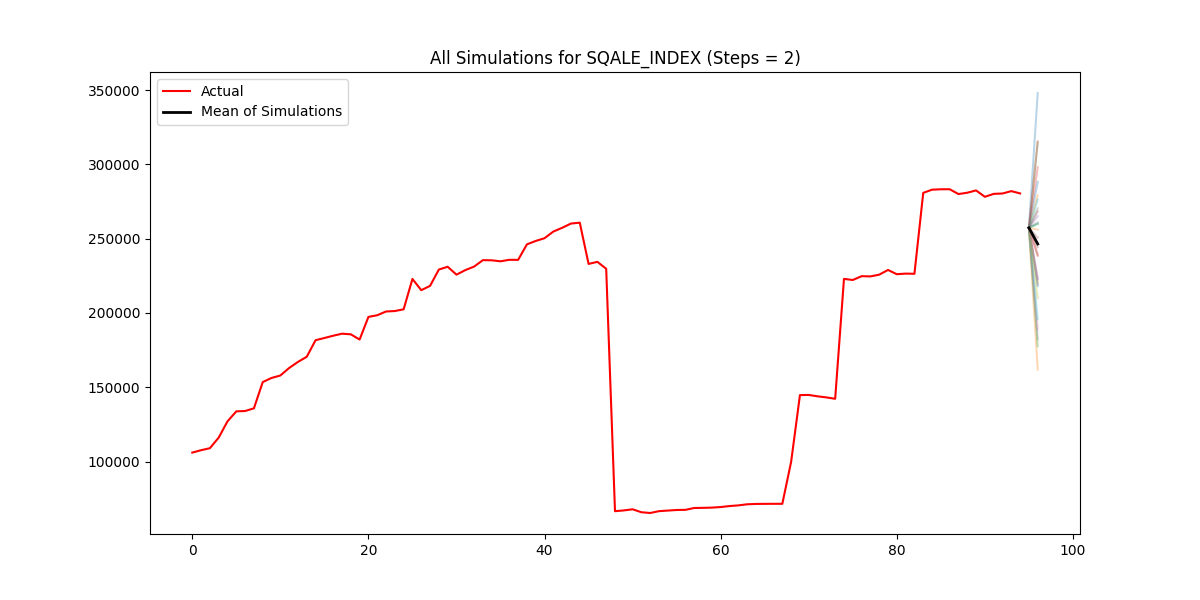 All Simulations for SQALE_INDEX (Steps = 2)
Actual
Mean of Simulations
350000
300000
250000
200000
150000
100000
0 20 40 60 80 100